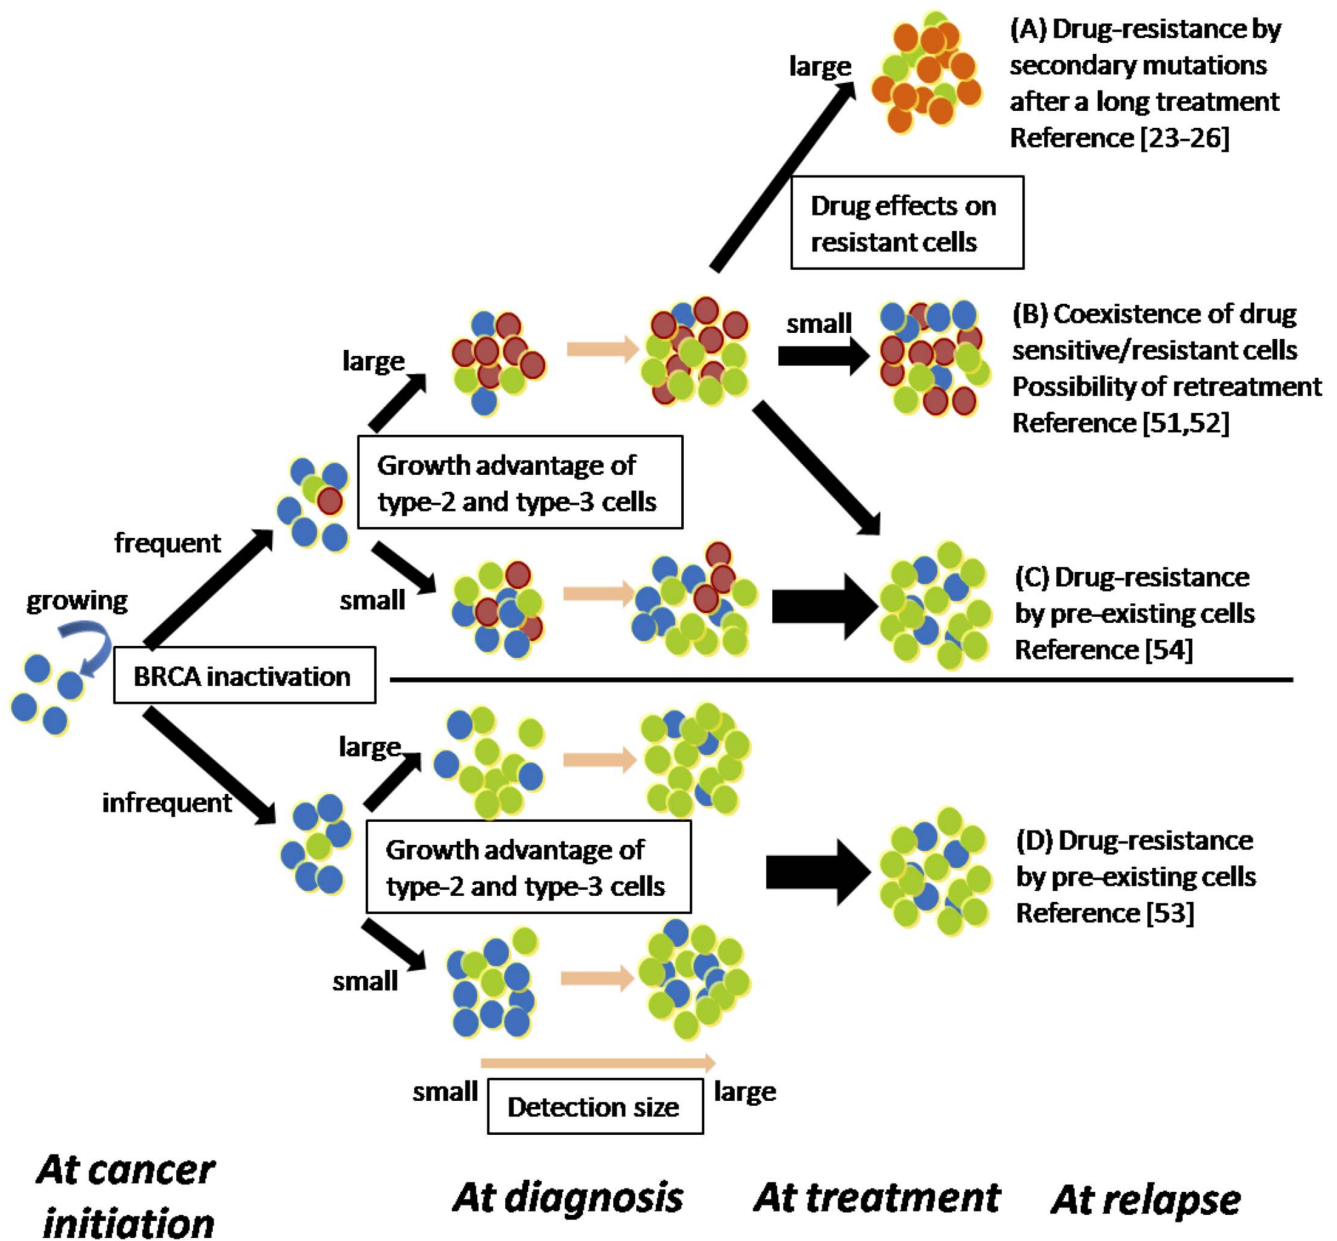 large
(A) Drug-resistance by
secondary mutations
after a long treatment
Reference [23-26]
Drug effects on
resistant cells
small
(B) Coexistence of drug
sensitive/resistant cells
Possibility of retreatment
Reference [51,52]
large
Growth advantage of
type-2 and type-3 cells
frequent
small
(C) Drug-resistance
by pre-existing cells
Reference [54]
growing
BRCA inactivation
large
infrequent
Growth advantage of
type-2 and type-3 cells
(D) Drug-resistance
by pre-existing cells
Reference [53]
small
small
large
Detection size
At cancer
initiation
At diagnosis
At treatment
At relapse